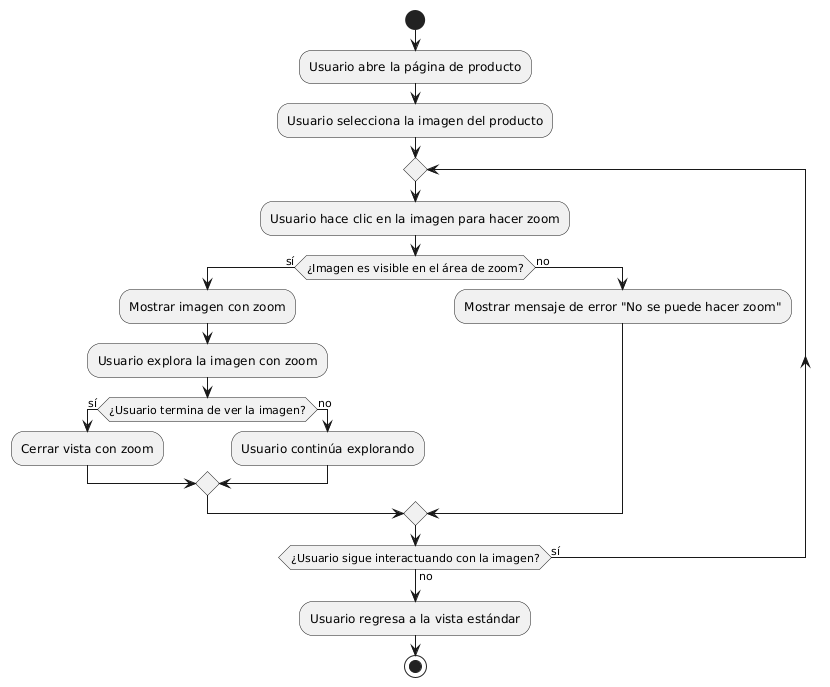 Usuario abre la página de producto
Usuario selecciona la imagen del producto
Usuario hace clic en la imagen para hacer zoom
sí
¿Imagen es visible en el área de zoom?
no
Mostrar imagen con zoom
Mostrar mensaje de error "No se puede hacer zoom"
Usuario explora la imagen con zoom
sí
¿Usuario termina de ver la imagen?
no
Cerrar vista con zoom
Usuario continúa explorando
¿Usuario sigue interactuando con la imagen?
sí
no
Usuario regresa a la vista estándar